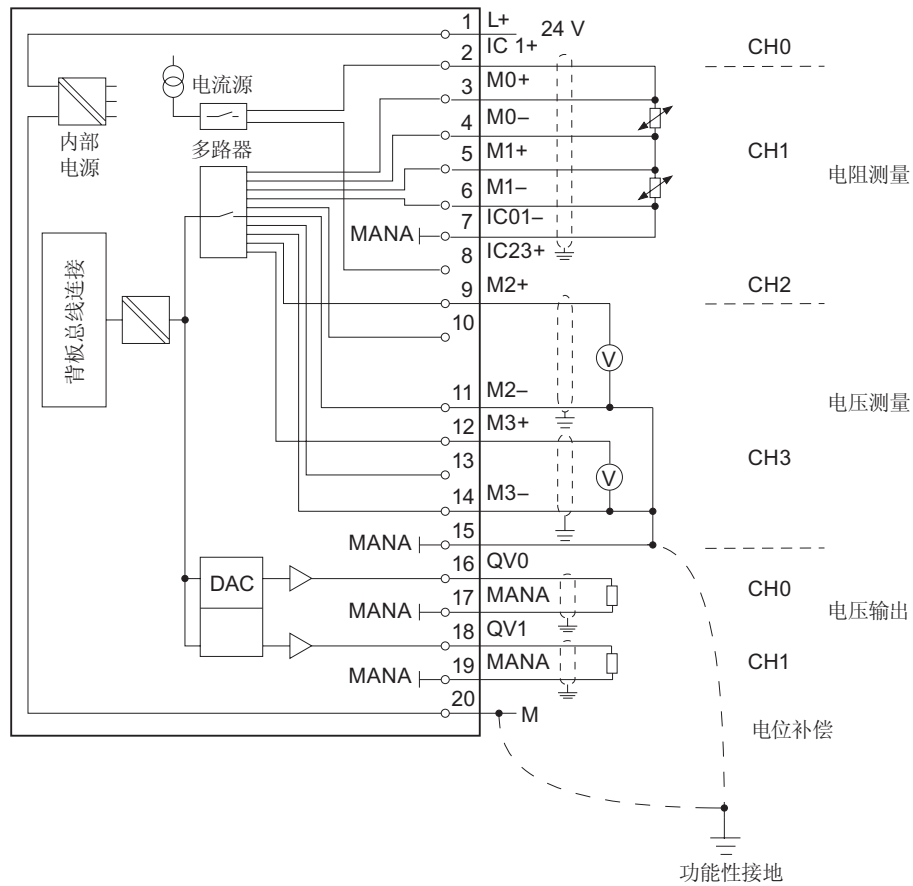 1 L+ 24 V
2 IC 1+ CH0
3 M0+
4 M0–
5 M1+ CH1
6 M1– 电阻测量
7 IC01–
MANA
8 IC23+
9 M2+ CH2
10
V
11 M2– 电压测量
12 M3+
13 CH3
V
14 M3–
15
MANA
16 QV0
17 MANA CH0
MANA 电压输出
18 QV1
19 MANA CH1
MANA
20
M
电位补偿
功能性接地
电流源
内部
电源
多路器
背板总线连接
DAC